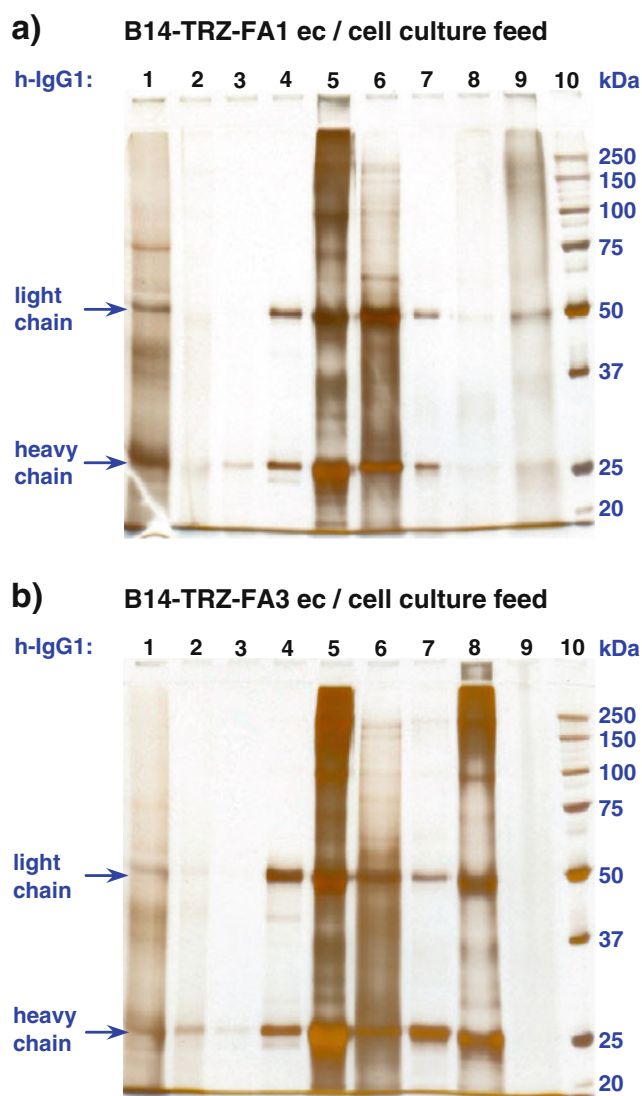 a) B14-TRZ-FA1 ec / cell culture feed
h-IgG1: 1 2 3 4 5 6 7 8 9 10 kDa
250
150
100
75
light
chain
50
37
heavy
chain
25
20
b) B14-TRZ-FA3 ec / cell culture feed
h-IgG1: 1 2 3 4 5 6 7 8 9 10 kDa
250
150
100
75
light
chain
50
37
heavy
chain
25
20